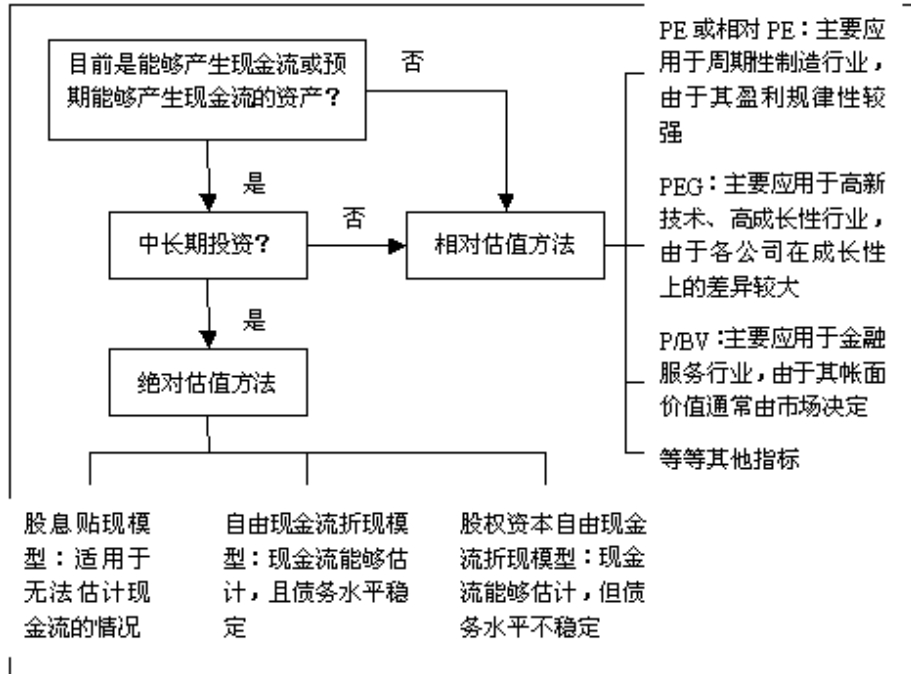 目前是能够产生现金流或预
期能够产生现金流的资产？
否
是
中长期投资？
否
相对估值方法
是
绝对估值方法
PE 或相对 PE：主要应
用于周期性制造行业，
由于其盈利规律性较
强
PEG：主要应用于高新
技术、高成长性行业，
由于各公司在成长性
上的差异较大
P/BV：主要应用于金融
服务行业，由于其帐面
价值通常由市场决定
等等其他指标
股息贴现模
型：适用于
无法估计现
金流的情况
自由现金流折现模
型：现金流能够估
计，且债务水平稳
定
股权资本自由现金
流折现模型：现金
流能够估计，但债
务水平不稳定